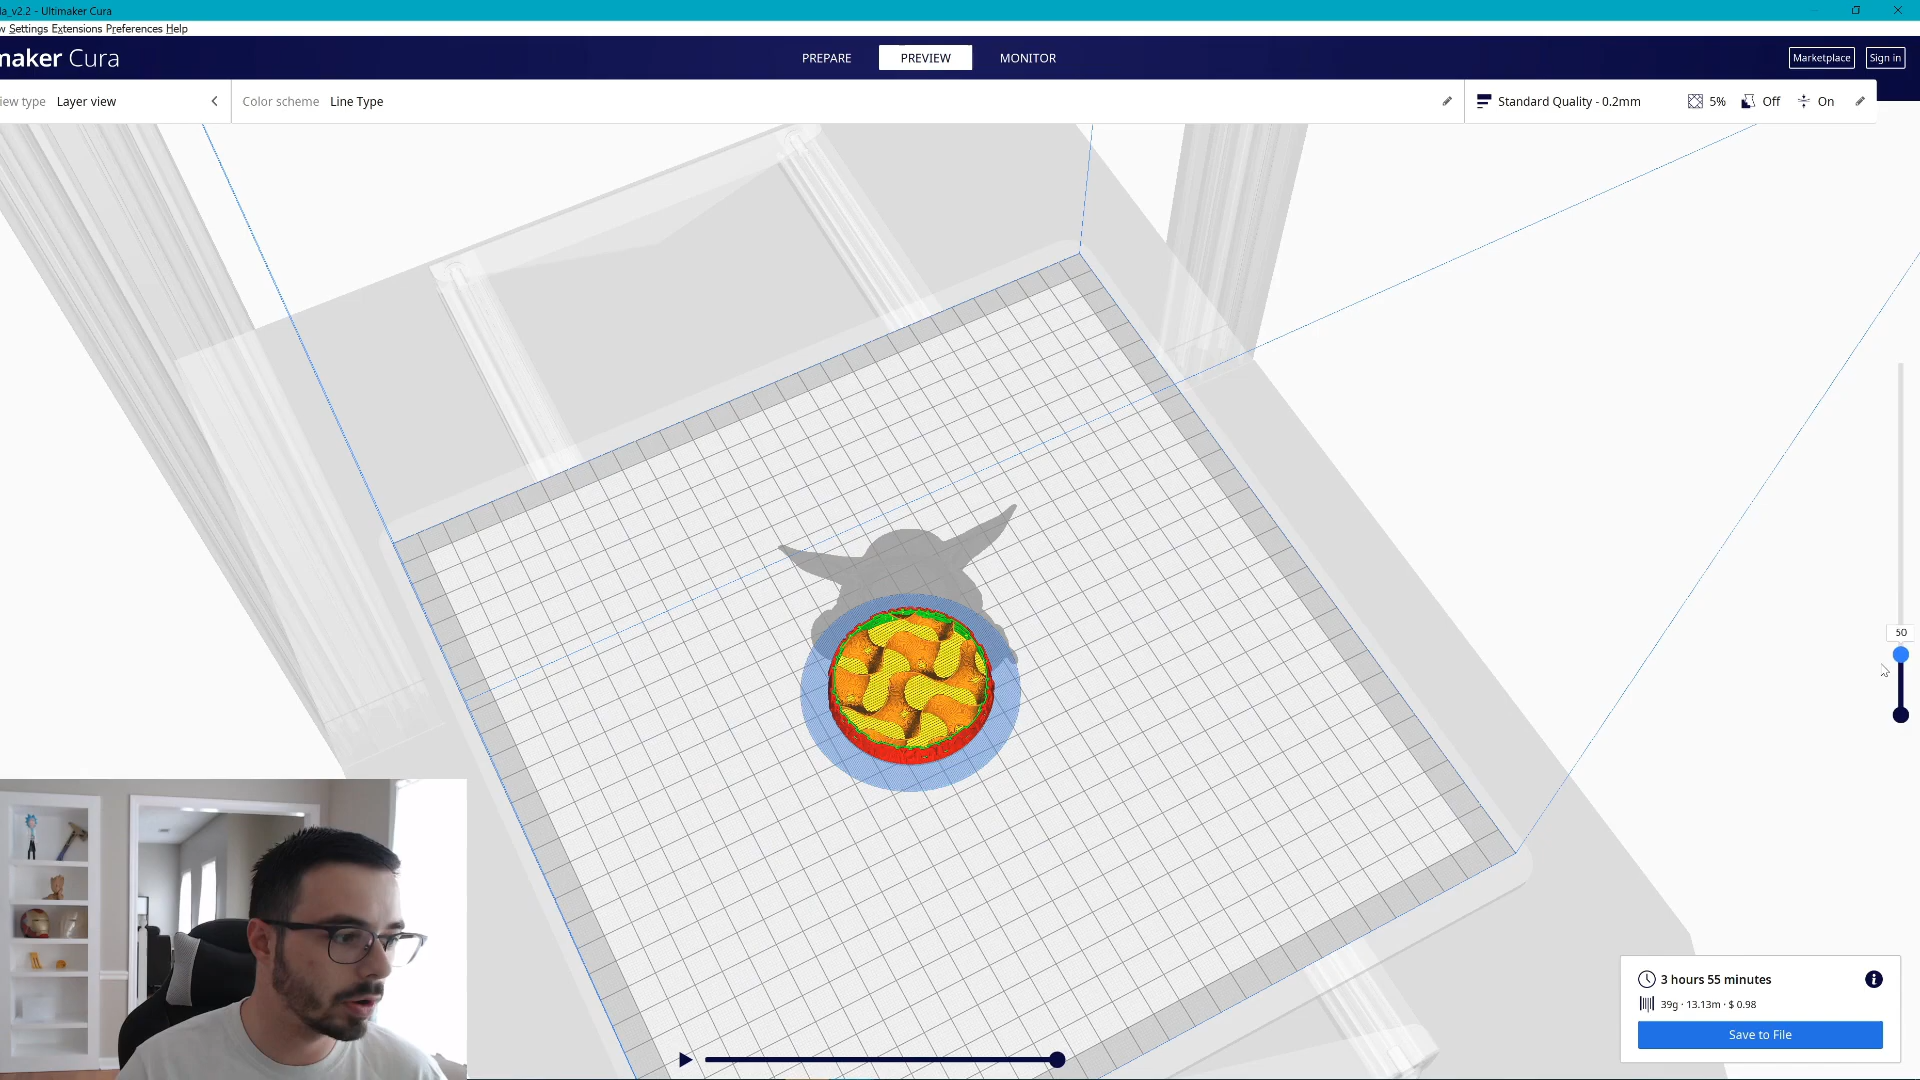 la_v2.2 - Ultimaker Cura
w Settings Extensions Preferences Help
maker Cura
PREPARE PREVIEW MONITOR
Marketplace Sign in
iew type Layer view
Color scheme Line Type
Standard Quality - 0.2mm 5% Off On
50
3 hours 55 minutes
39g · 13.13m · $ 0.98
Save to File